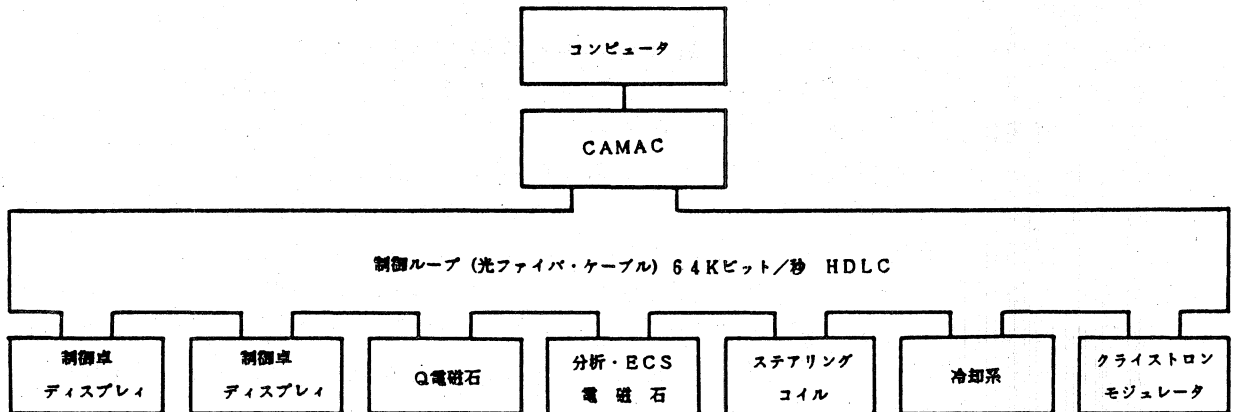 コンピュータ
CAMAC
制御ループ (光ファイバ・ケーブル) 64Kビット/秒 HDLC
制御卓
ディスプレィ
制御卓
ディスプレィ
Q電磁石
分析・ECS
電磁石
ステアリング
コイル
冷却系
クライストロン
モジュレータ